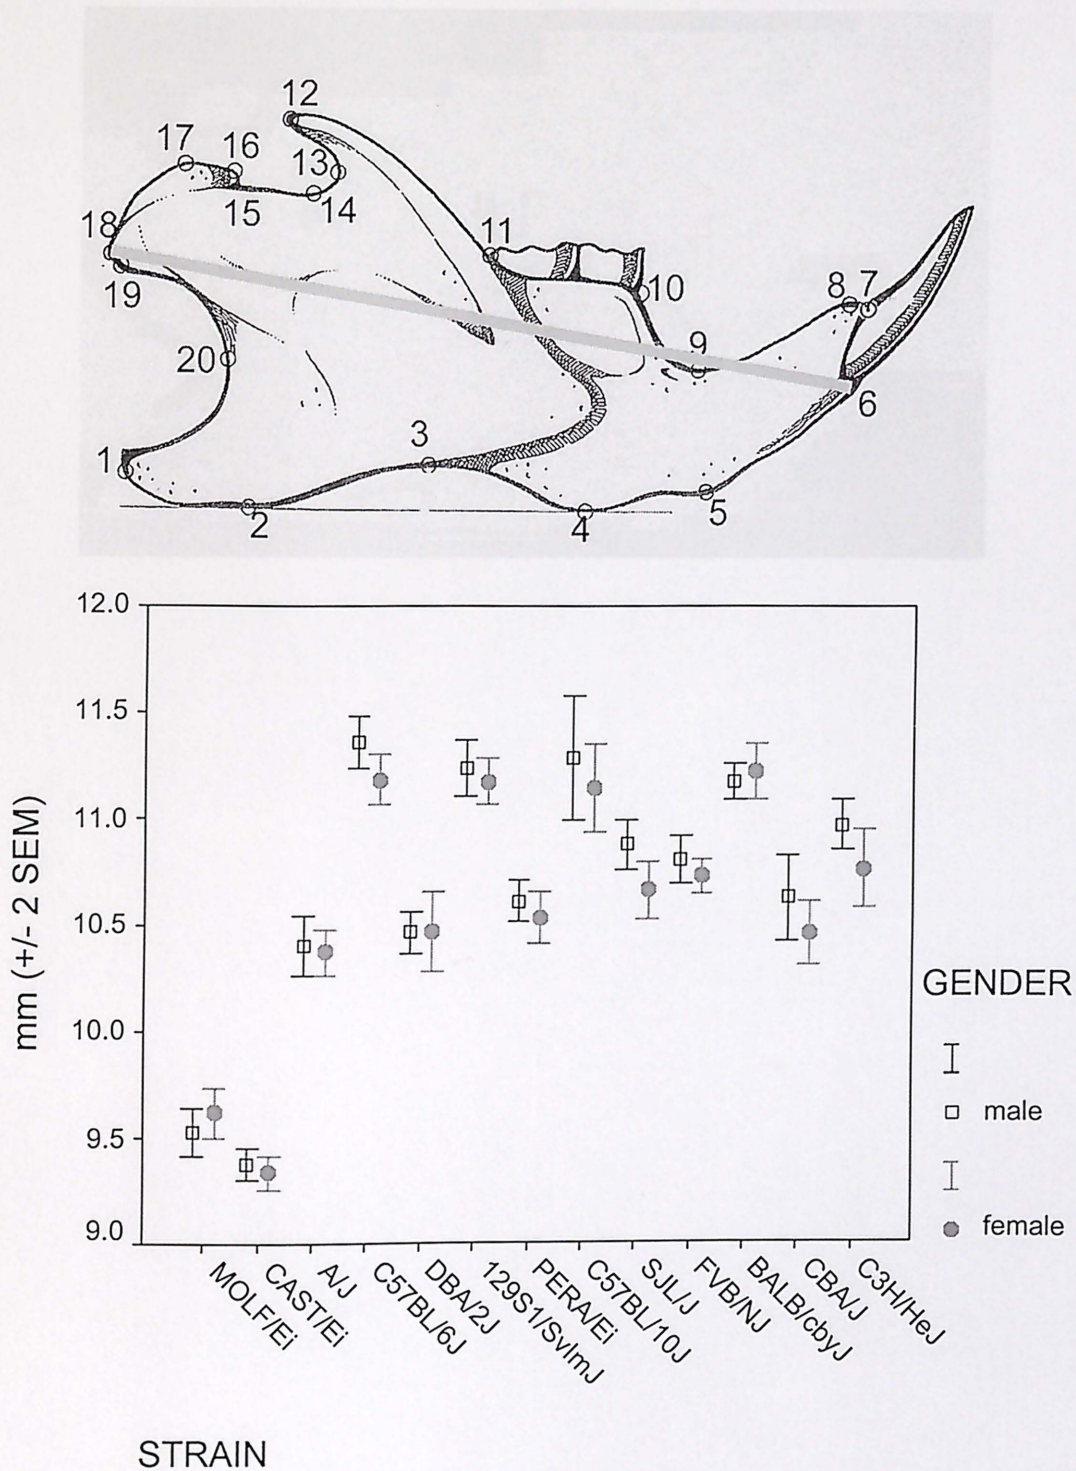 12
17 16
13
15 14
18
11
19
10
8 7
9
20
6
3
1
5
2
4
12.0
11.5
11.0
10.5
10.0
9.5
9.0
mm (+/- 2 SEM)
GENDER
male
female
MOLF/Ei
CAST/Ei
A/J
C57BL/6J
DBA/2J
129S1/SvlmJ
PERA/Ei
C57BL/10J
SJL/J
FVB/NJ
BALB/cbyJ
CBA/J
C3H/HeJ
STRAIN